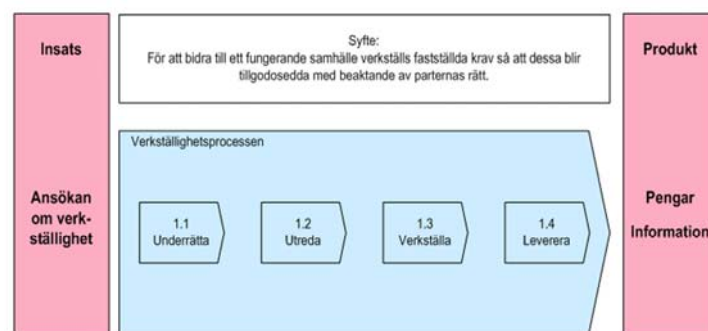 Insats
Syfte:
För att bidra till ett fungerande samhälle verkställs fastställda krav så att dessa blir
tillgodosedda med beaktande av parternas rätt.
Produkt
Verkställighetsprocessen
Ansökan
om verk-
ställighet
1.1
Underrätta
1.2
Utreda
1.3
Verkställa
1.4
Leverera
Pengar
Information